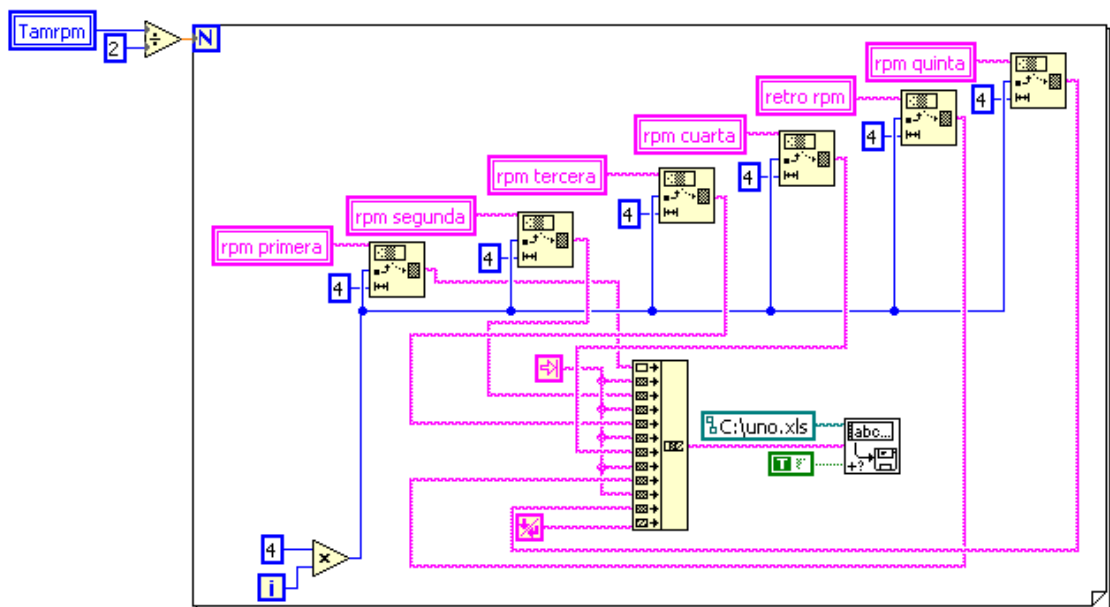 Tamrpm
2
N
rpm quinta
4
retro rpm
4
rpm cuarta
4
rpm tercera
4
rpm segunda
4
rpm primera
4
C:\uno.xls
abc...
T
+?
4
i